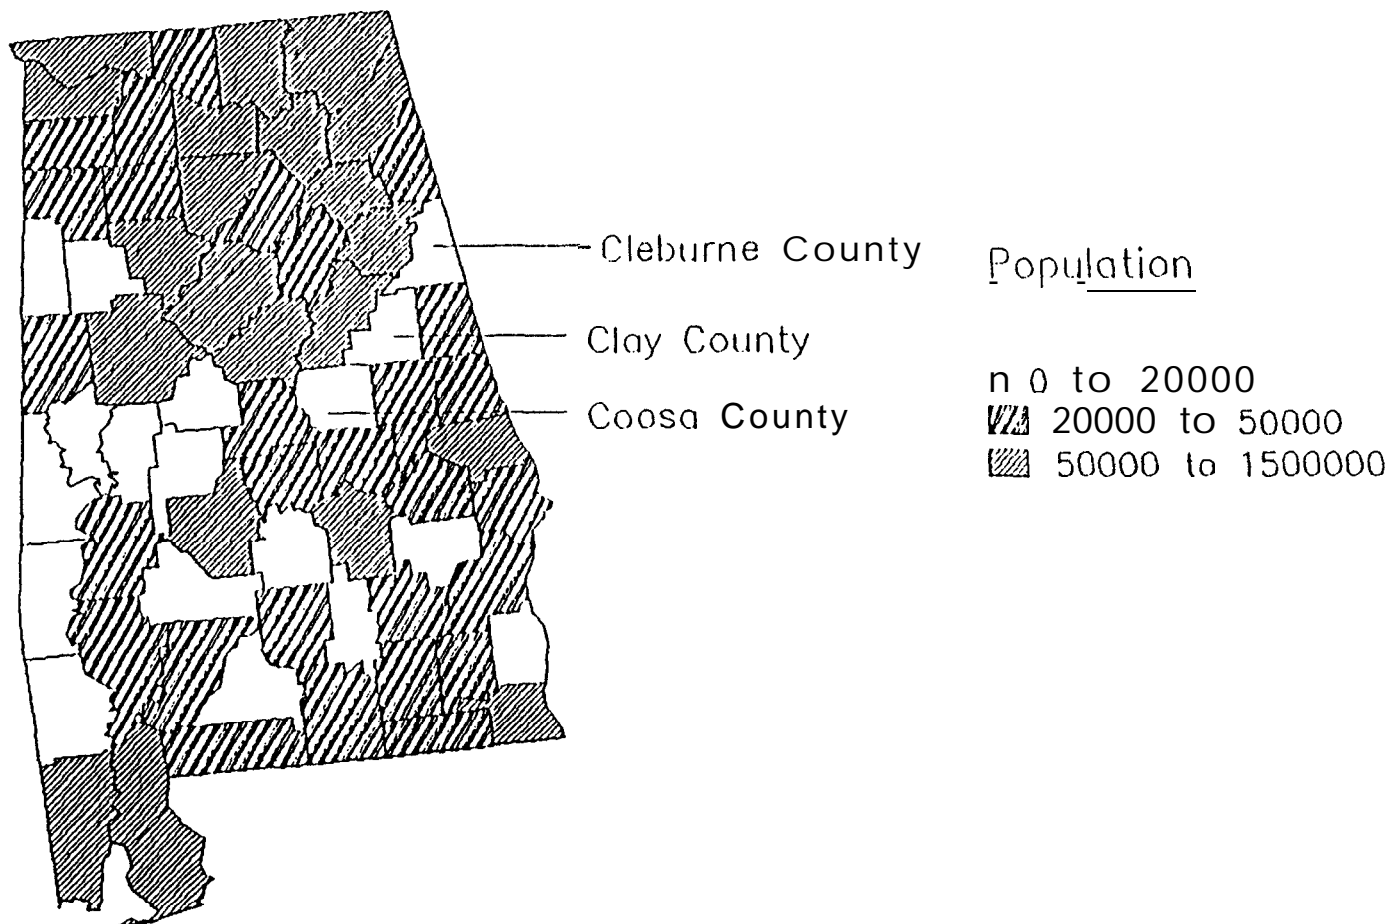 Cleburne County
Clay County
Coosa County
Population
n 0 to 20000
20000 to 50000
50000 to 1500000